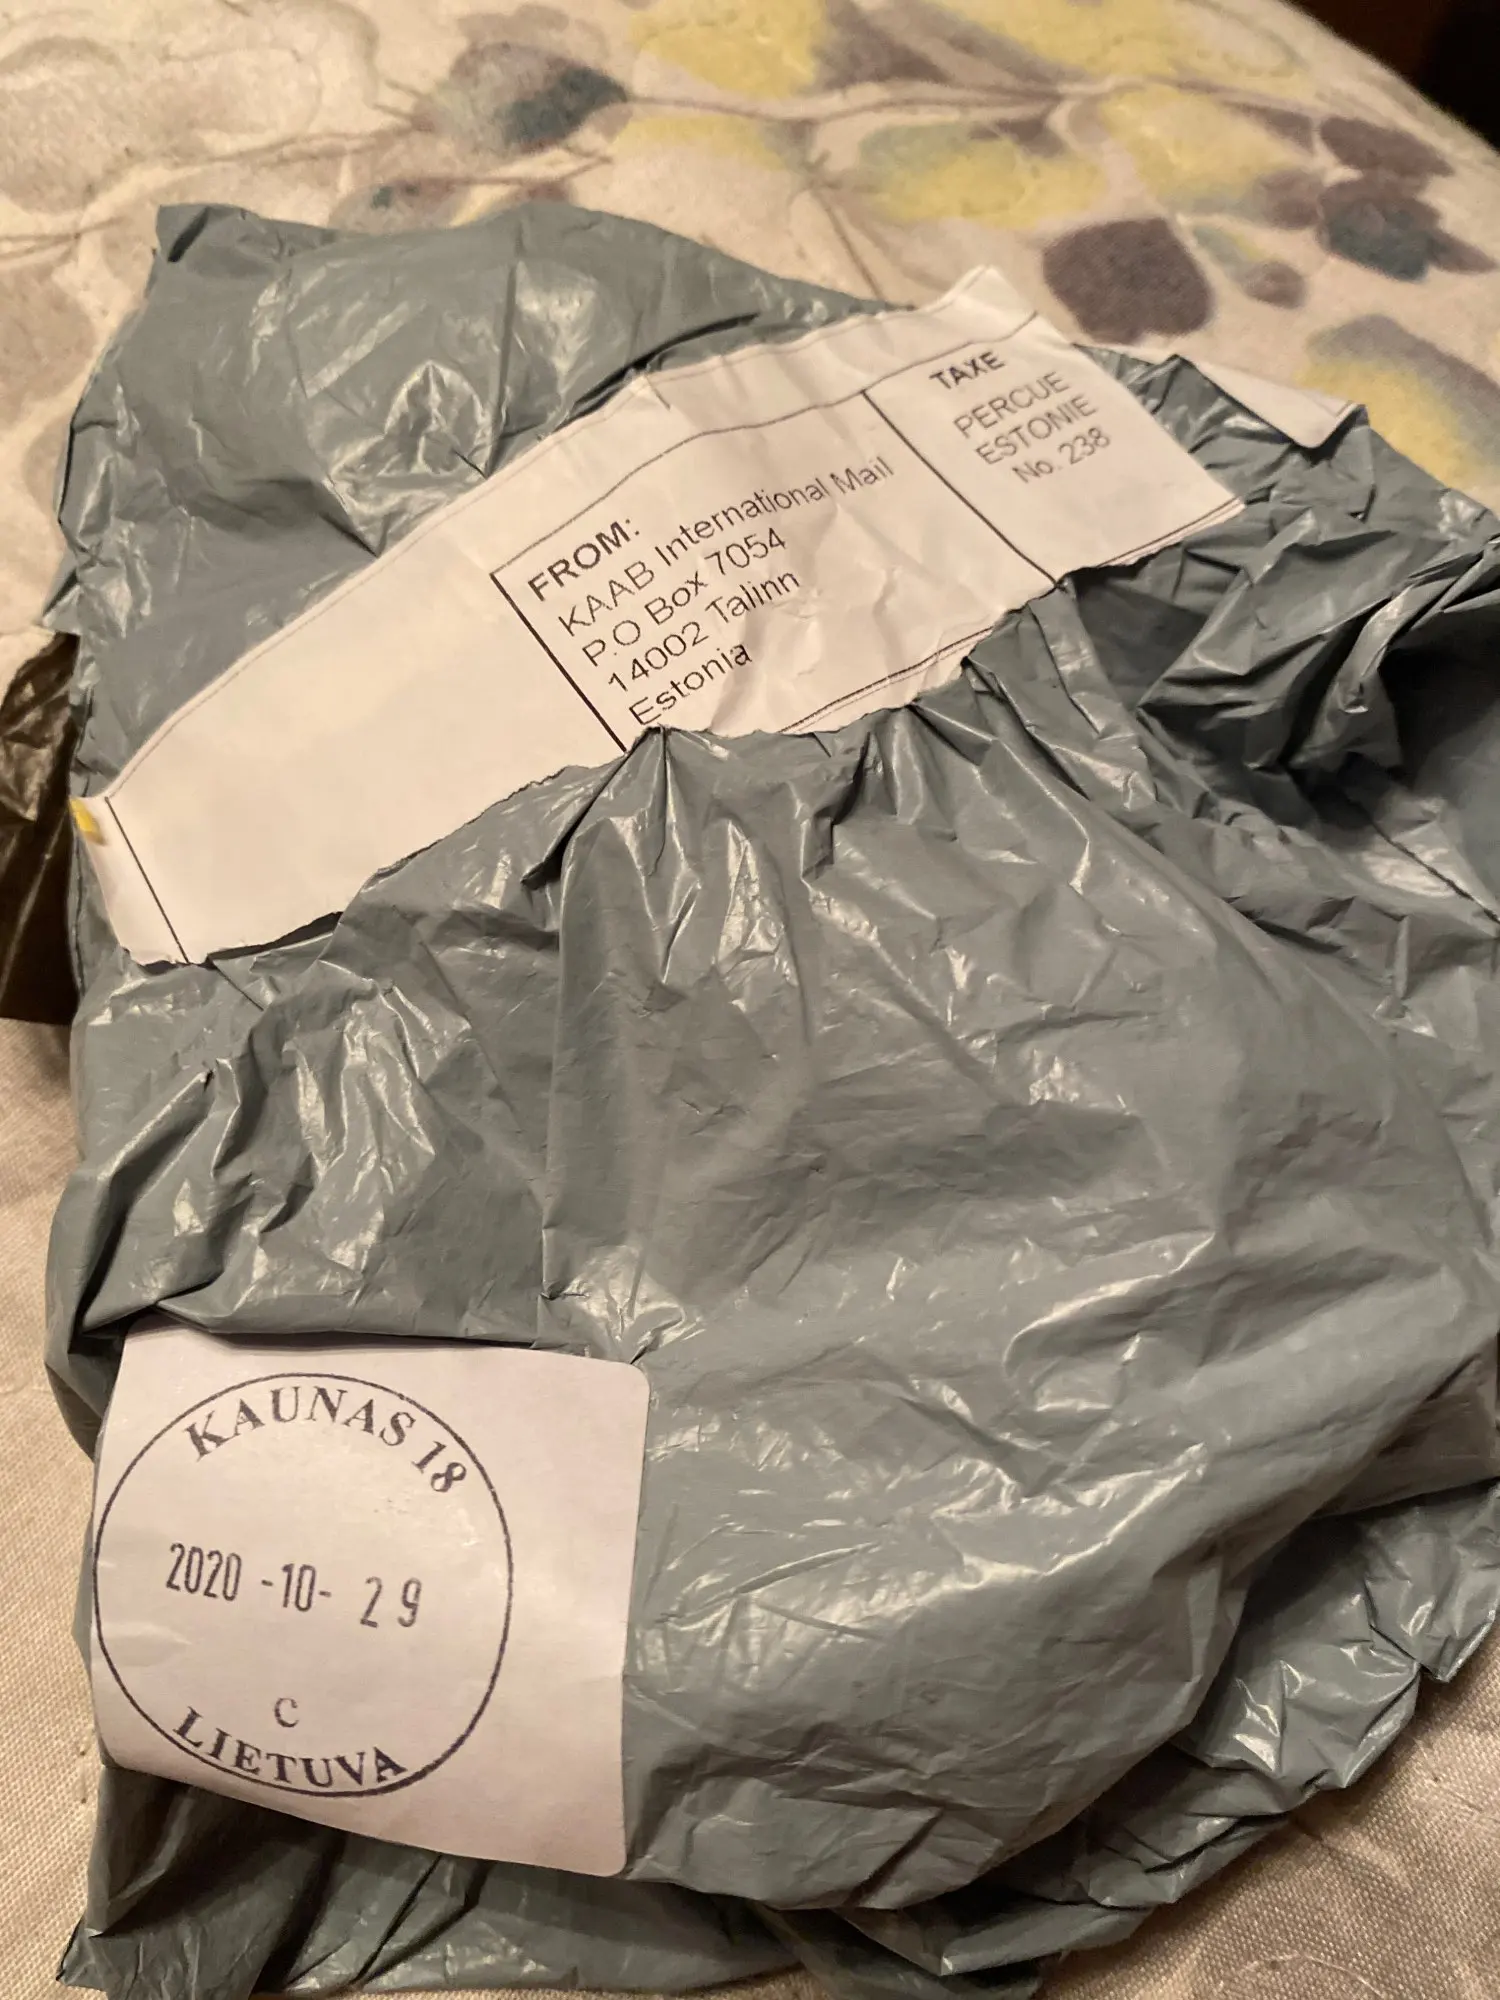 FROM:
KAAB International Mail
P.O Box 7054
14002 Talinn
Estonia
TAXE
PERCUE
ESTONIE
No. 238
KAUNAS 18
2020 -10- 29
C
LIETUVA